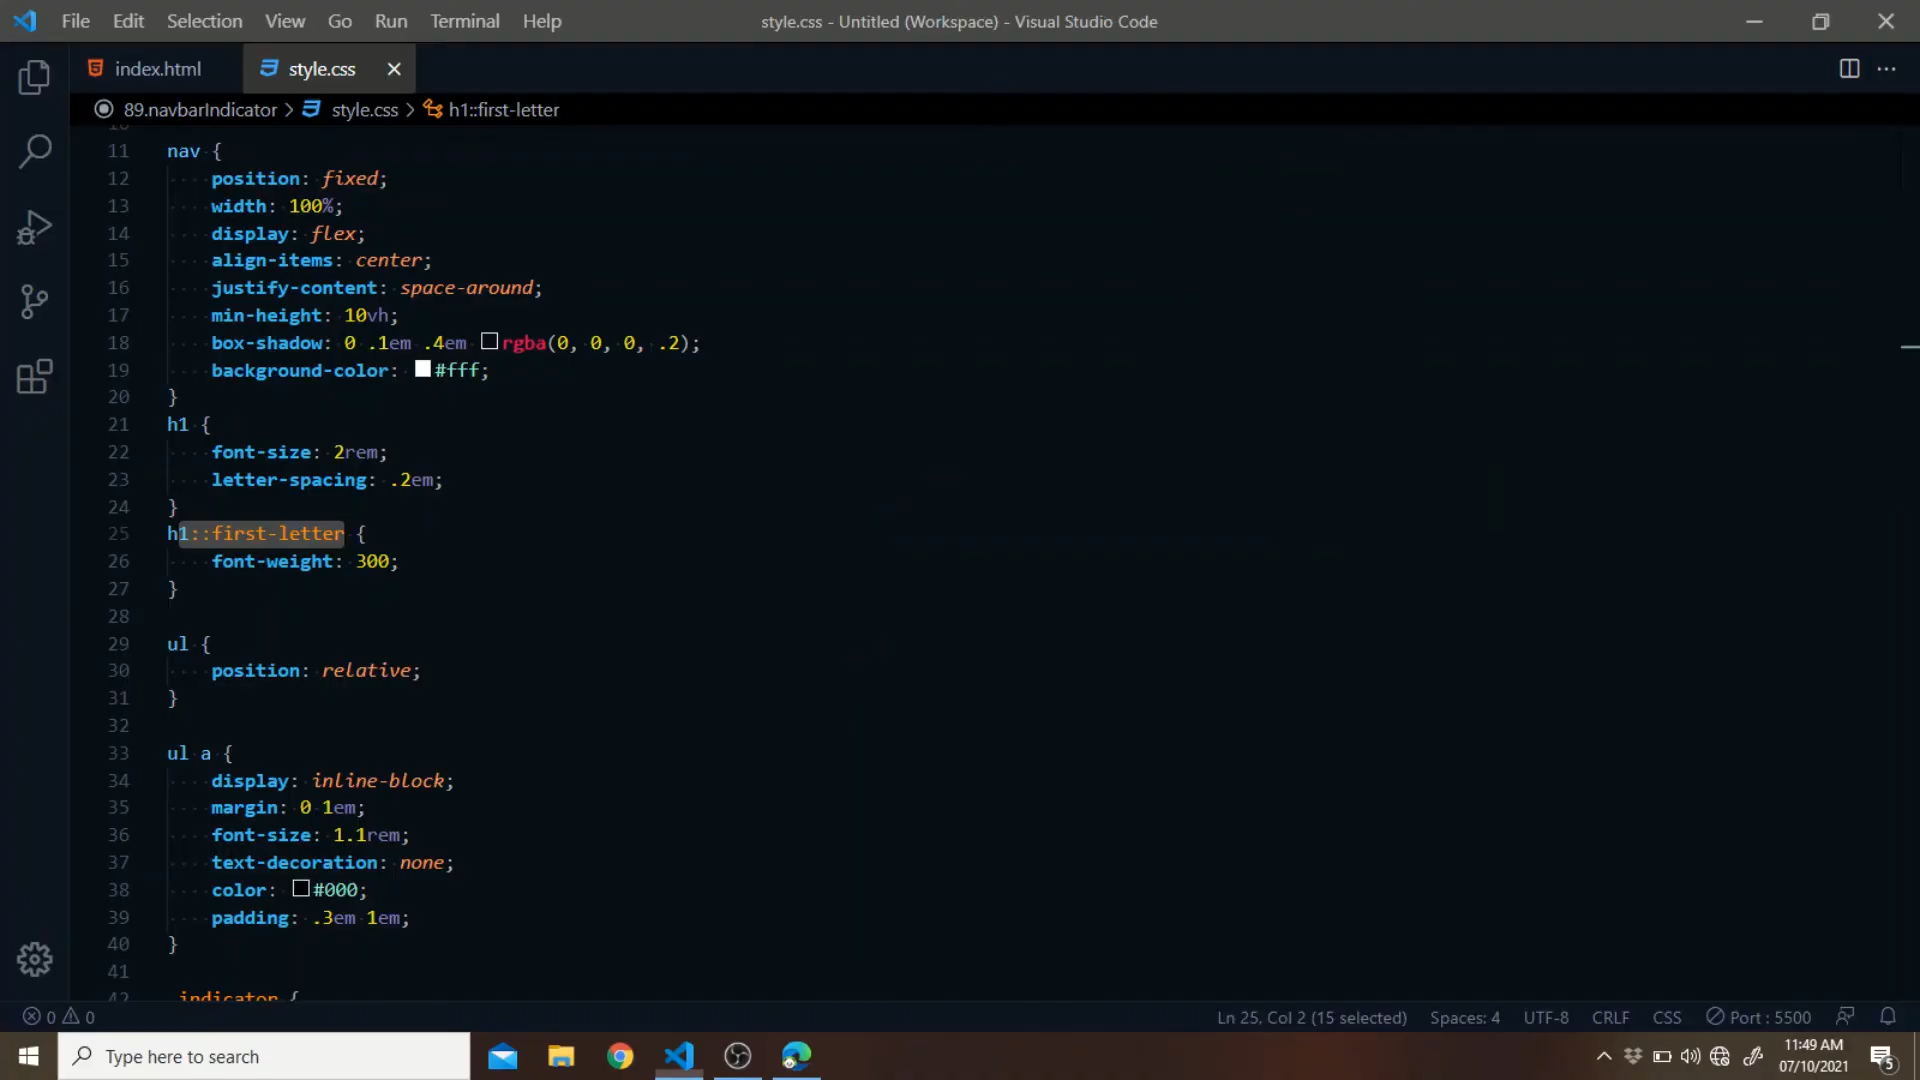 File Edit Selection View Go Run Terminal Help
style.css - Untitled (Workspace) - Visual Studio Code
index.html
style.css
89.navbarIndicator > style.css > h1::first-letter
11 nav {
12 position: fixed;
13 width: 100%;
14 display: flex;
15 align-items: center;
16 justify-content: space-around;
17 min-height: 10vh;
18 box-shadow: 0 .1em .4em rgba(0, 0, 0, .2);
19 background-color: #fff;
20 }
21 h1 {
22 font-size: 2rem;
23 letter-spacing: .2em;
24 }
25 h1::first-letter {
26 font-weight: 300;
27 }
28
29 ul {
30 position: relative;
31 }
32
33 ul a {
34 display: inline-block;
35 margin: 0 1em;
36 font-size: 1.1rem;
37 text-decoration: none;
38 color: #000;
39 padding: .3em 1em;
40 }
41
42 .indicator {
0 0
Ln 25, Col 2 (15 selected) Spaces: 4 UTF-8 CRLF CSS Port : 5500
Type here to search
11:49 AM
07/10/2021
5